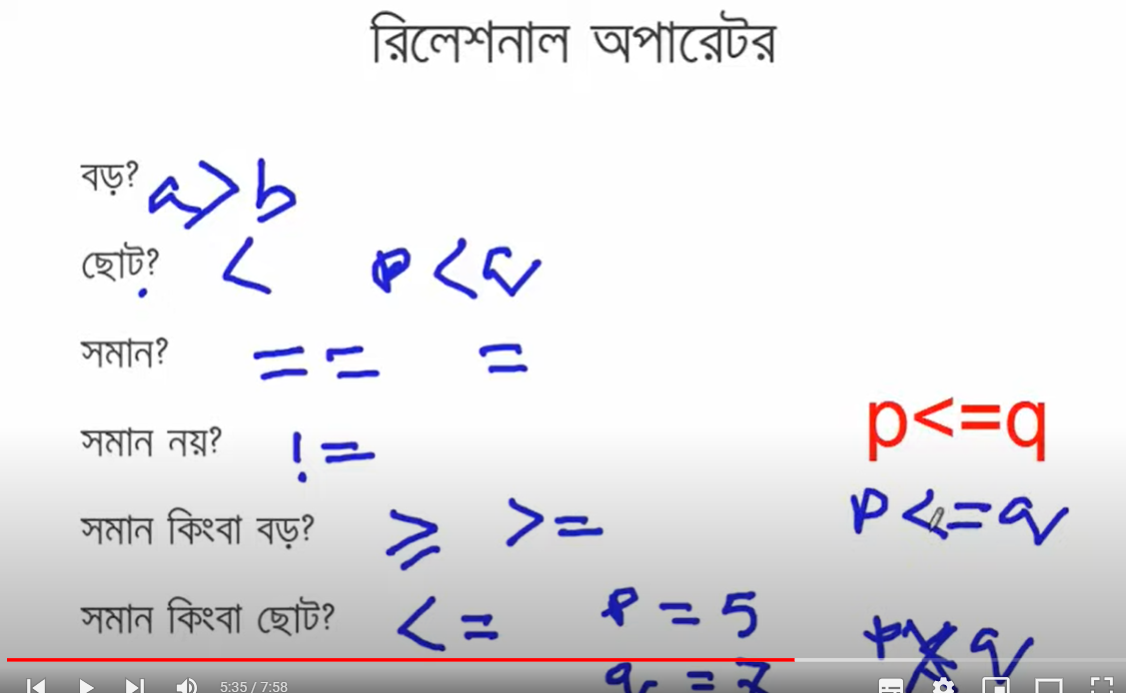 রিলেশনাল অপারেটর
বড়? a > b
ছোট? < p < q
সমান? == =
সমান নয়? !=
p<=q
সমান কিংবা বড়? ≥ >= p <= q
সমান কিংবা ছোট? <= p = 5
q =
5:35 / 7:58